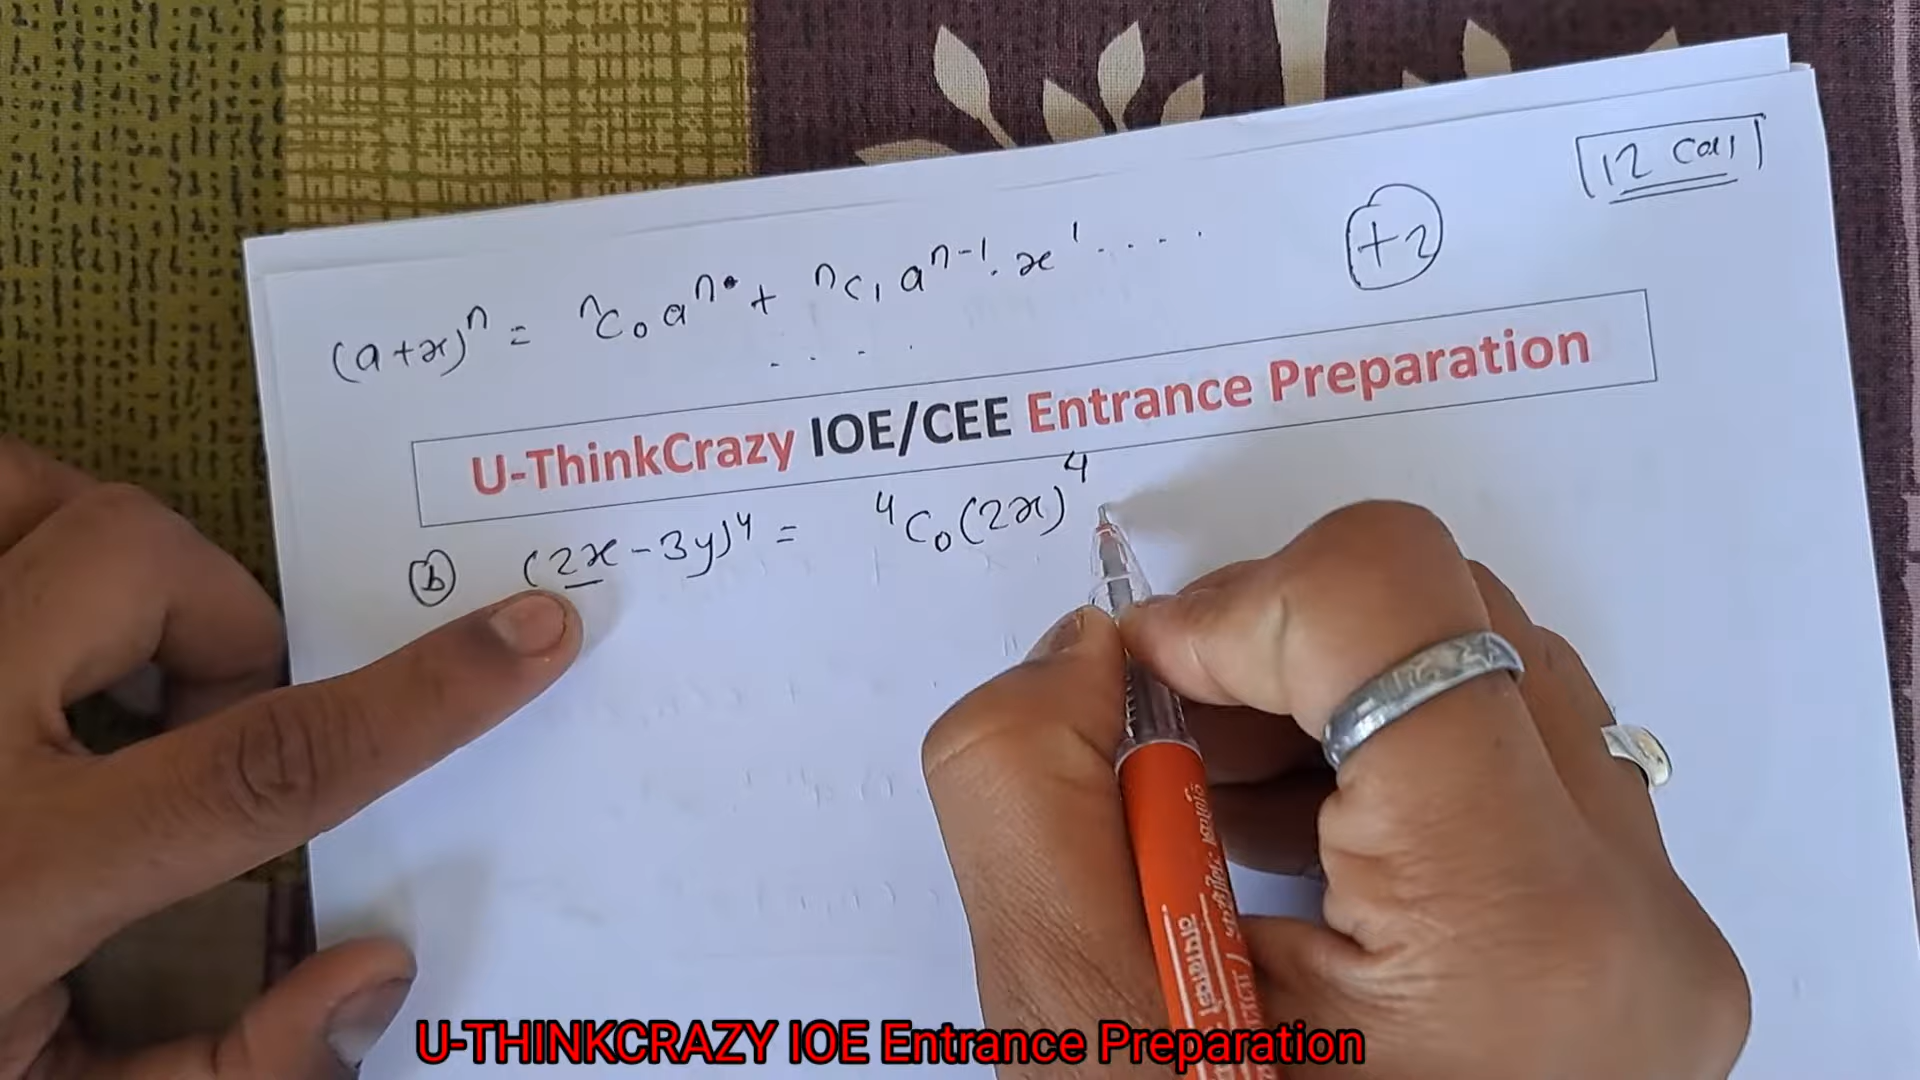 12 Cal
+2
(a+x)ⁿ = ⁿC₀ aⁿ + ⁿC₁ aⁿ⁻¹. x¹ . . . .
. . . .
U-ThinkCrazy IOE/CEE Entrance Preparation
ⓑ (2x-3y)⁴ = ⁴C₀(2x)⁴
U-THINKCRAZY IOE Entrance Preparation